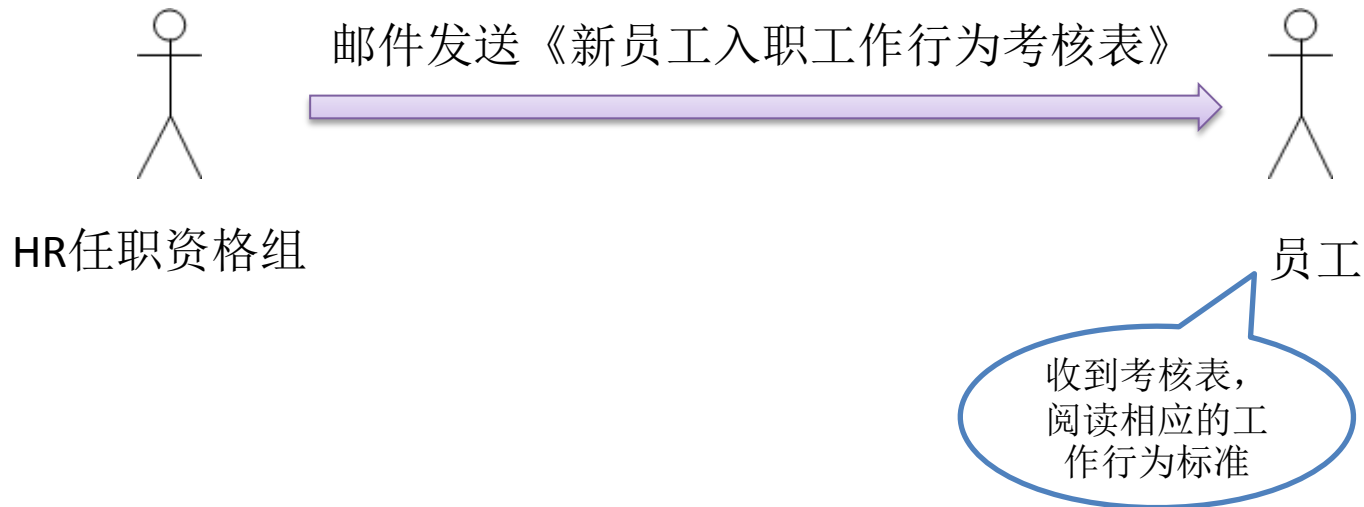 邮件发送《新员工入职工作行为考核表》
HR任职资格组
员工
收到考核表，
阅读相应的工
作行为标准